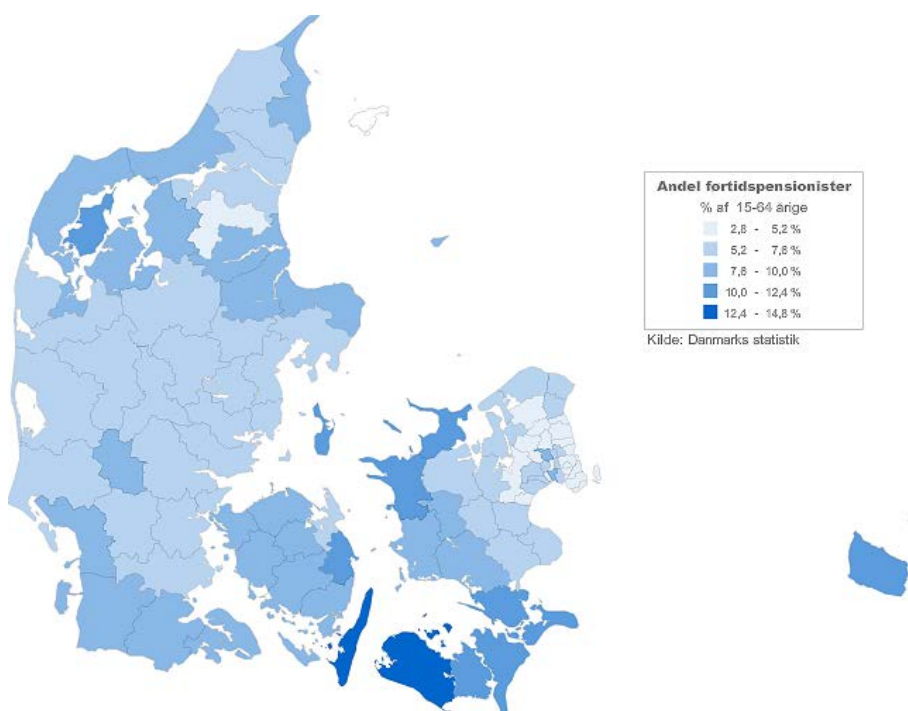 Andel førtidspensionister
% af 15-64 årige
2,8 - 5,2 %
5,2 - 7,6 %
7,6 - 10,0 %
10,0 - 12,4 %
12,4 - 14,8 %
Kilde: Danmarks statistik